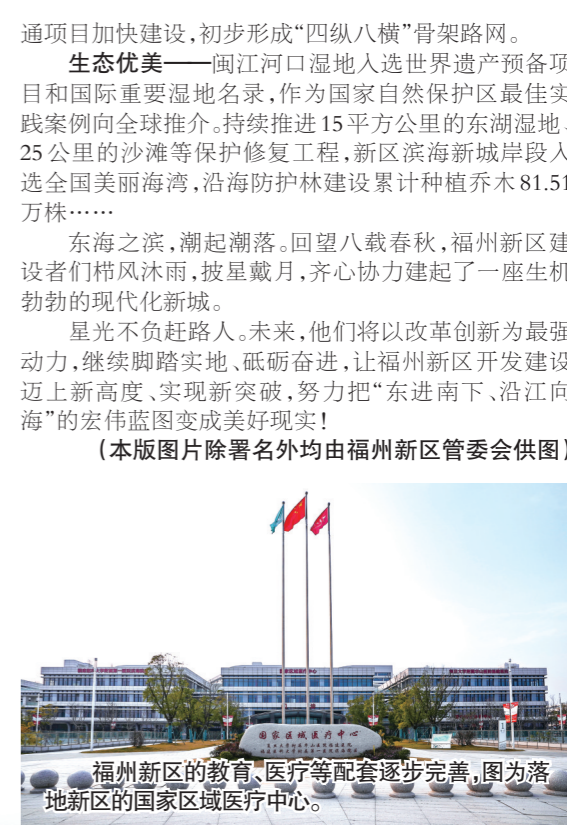 通项目加快建设,初步形成“四纵八横”骨架路网。
生态优美——闽江河口湿地入选世界遗产预备项
目和国际重要湿地名录,作为国家自然保护区最佳实
践案例向全球推介。持续推进15平方公里的东湖湿地、
25公里的沙滩等保护修复工程,新区滨海新城岸段入
选全国美丽海湾,沿海防护林建设累计种植乔木81.51
万株……
东海之滨,潮起潮落。回望八载春秋,福州新区建
设者们栉风沐雨,披星戴月,齐心协力建起了一座生机
勃勃的现代化新城。
星光不负赶路人。未来,他们将以改革创新为最强
动力,继续脚踏实地、砥砺奋进,让福州新区开发建设
迈上新高度、实现新突破,努力把“东进南下、沿江向
海”的宏伟蓝图变成美好现实!
(本版图片除署名外均由福州新区管委会供图)
国家区域医疗中心
国家区域医疗中心
福州新区的教育、医疗等配套逐步完善,图为落
地新区的国家区域医疗中心。